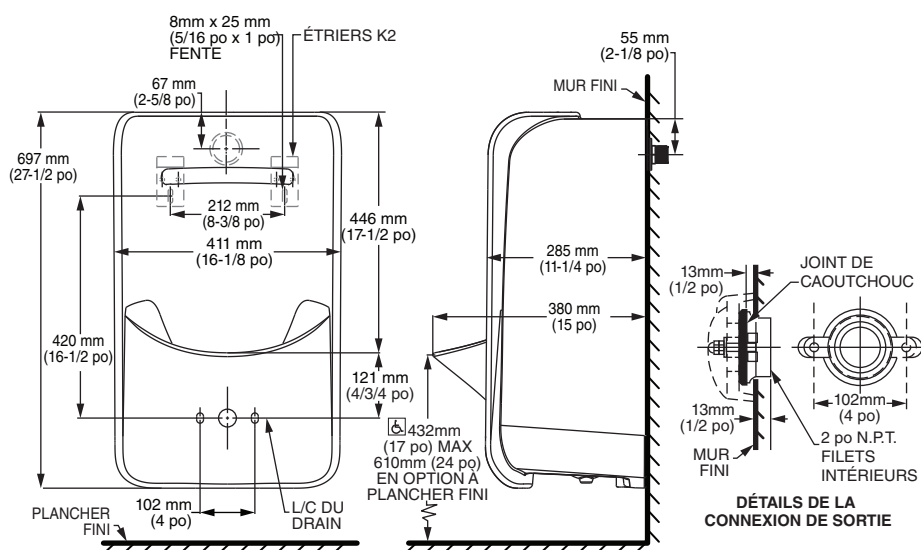 8mm x 25 mm
(5/16 po x 1 po)
FENTE
ÉTRIERS K2
67 mm
(2-5/8 po)
697 mm
(27-1/2 po)
212 mm
(8-3/8 po)
446 mm
(17-1/2 po)
411 mm
(16-1/8 po)
420 mm
(16-1/2 po)
121 mm
(4/3/4 po)
102 mm
(4 po)
L/C DU
DRAIN
PLANCHER
FINI
55 mm
(2-1/8 po)
MUR FINI
285 mm
(11-1/4 po)
380 mm
(15 po)
432mm
(17 po) MAX
610mm (24 po)
EN OPTION À
PLANCHER FINI
13mm
(1/2 po)
JOINT DE
CAOUTCHOUC
102mm
(4 po)
13mm
(1/2 po)
2 po N.P.T.
FILETS
INTÉRIEURS
MUR
FINI
DÉTAILS DE LA
CONNEXION DE SORTIE